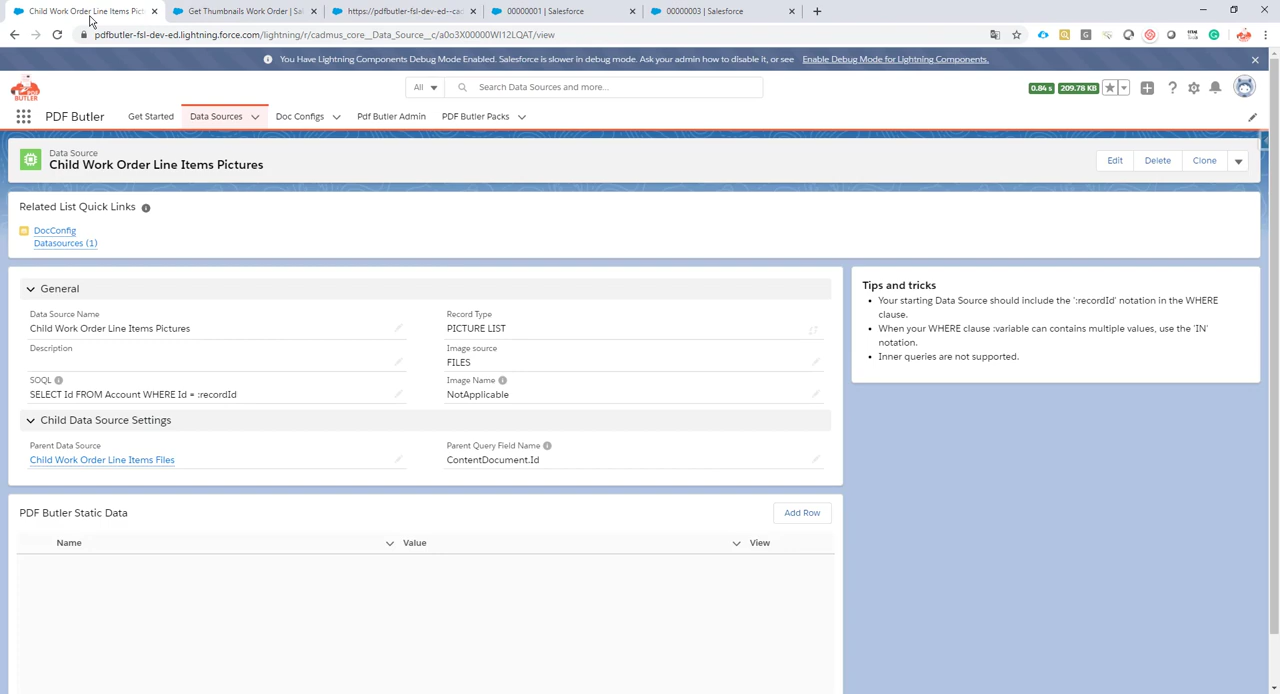 Child Work Order Line Items Pict
Get Thumbnails Work Order | Sal
https://pdfbutler-fsl-dev-ed--ca
00000001 | Salesforce
00000003 | Salesforce
pdfbutler-fsl-dev-ed.lightning.force.com/lightning/r/cadmus_core__Data_Source__c/a0o3X00000WI12LQAT/view
You Have Lightning Components Debug Mode Enabled. Salesforce is slower in debug mode. Ask your admin how to disable it, or see Enable Debug Mode for Lightning Components.
BUTLER
All
Search Data Sources and more...
0.84 s
209.78 KB
PDF Butler
Get Started
Data Sources
Doc Configs
Pdf Butler Admin
PDF Butler Packs
Data Source
Child Work Order Line Items Pictures
Edit
Delete
Clone
Related List Quick Links
DocConfig
Datasources (1)
General
Data Source Name
Child Work Order Line Items Pictures
Record Type
PICTURE LIST
Description
Image source
FILES
SOQL
SELECT Id FROM Account WHERE Id = :recordId
Image Name
NotApplicable
Child Data Source Settings
Parent Data Source
Child Work Order Line Items Files
Parent Query Field Name
ContentDocument.Id
Tips and tricks
• Your starting Data Source should include the ':recordId' notation in the WHERE
clause.
• When your WHERE clause :variable can contains multiple values, use the 'IN'
notation.
• Inner queries are not supported.
PDF Butler Static Data
Add Row
Name
Value
View